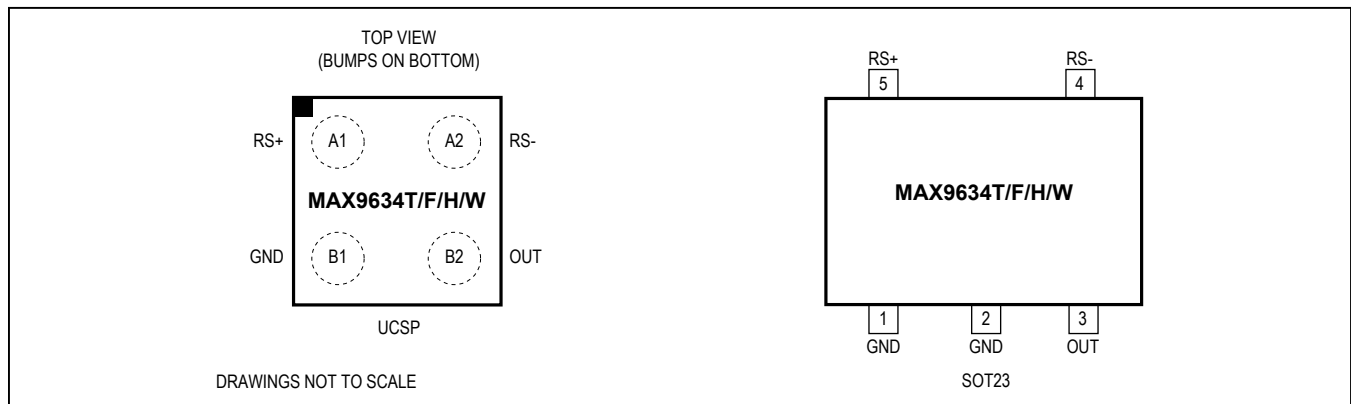 TOP VIEW
(BUMPS ON BOTTOM)
RS+ A1 A2 RS-
MAX9634T/F/H/W
GND B1 B2 OUT
UCSP
DRAWINGS NOT TO SCALE
RS+ RS-
5 4
MAX9634T/F/H/W
1 2 3
GND GND OUT
SOT23